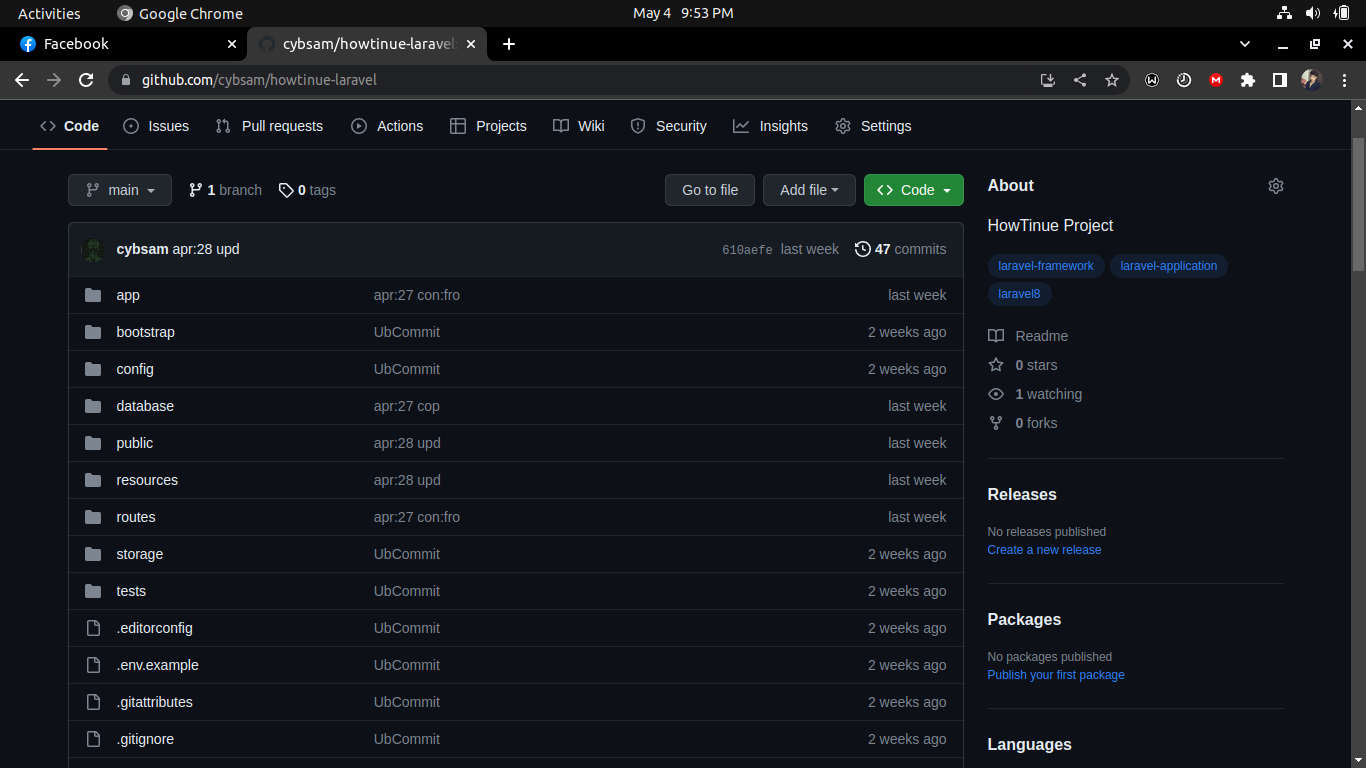 Activities Google Chrome May 4 9:53 PM
Facebook cybsam/howtinue-laravel
github.com/cybsam/howtinue-laravel
Code Issues Pull requests Actions Projects Wiki Security Insights Settings
main 1 branch 0 tags Go to file Add file Code
cybsam apr:28 upd 610aefe last week 47 commits
app apr:27 con:fro last week
bootstrap UbCommit 2 weeks ago
config UbCommit 2 weeks ago
database apr:27 cop last week
public apr:28 upd last week
resources apr:28 upd last week
routes apr:27 con:fro last week
storage UbCommit 2 weeks ago
tests UbCommit 2 weeks ago
.editorconfig UbCommit 2 weeks ago
.env.example UbCommit 2 weeks ago
.gitattributes UbCommit 2 weeks ago
.gitignore UbCommit 2 weeks ago
About
HowTinue Project
laravel-framework laravel-application
laravel8
Readme
0 stars
1 watching
0 forks
Releases
No releases published
Create a new release
Packages
No packages published
Publish your first package
Languages